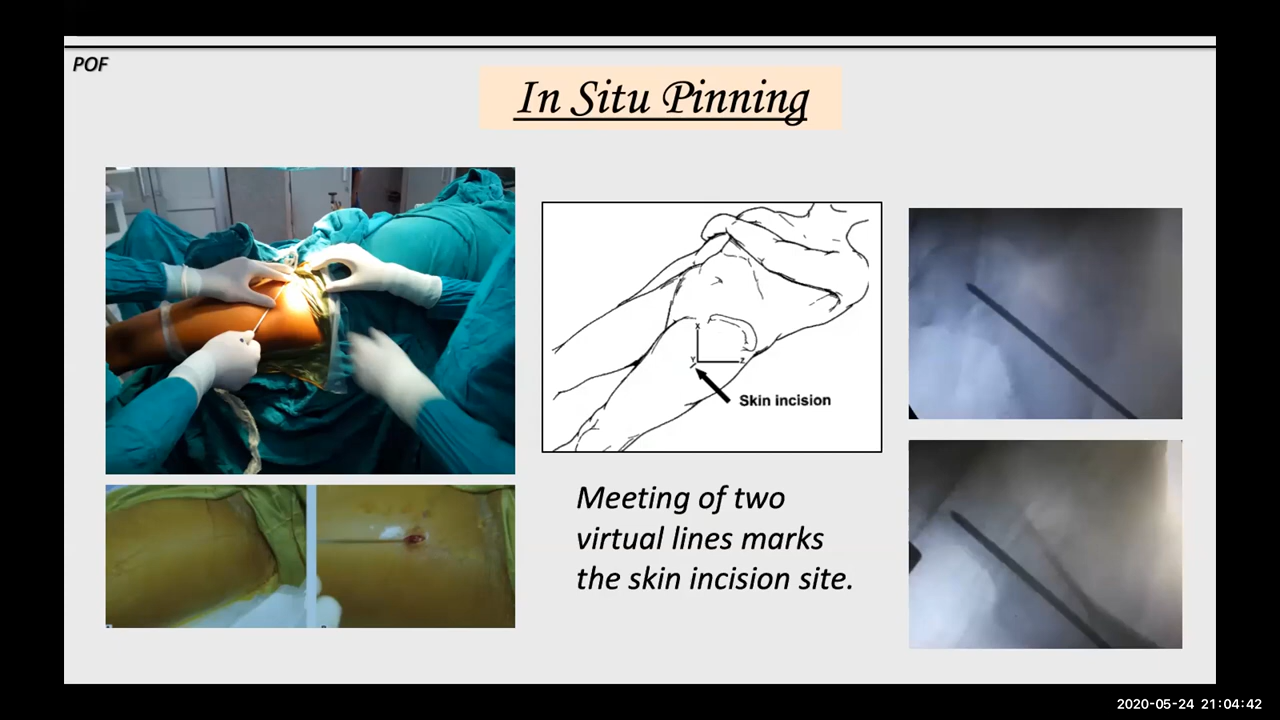 POF
In Situ Pinning
X
Y
Z
Skin incision
Meeting of two
virtual lines marks
the skin incision site.
2020-05-24 21:04:42